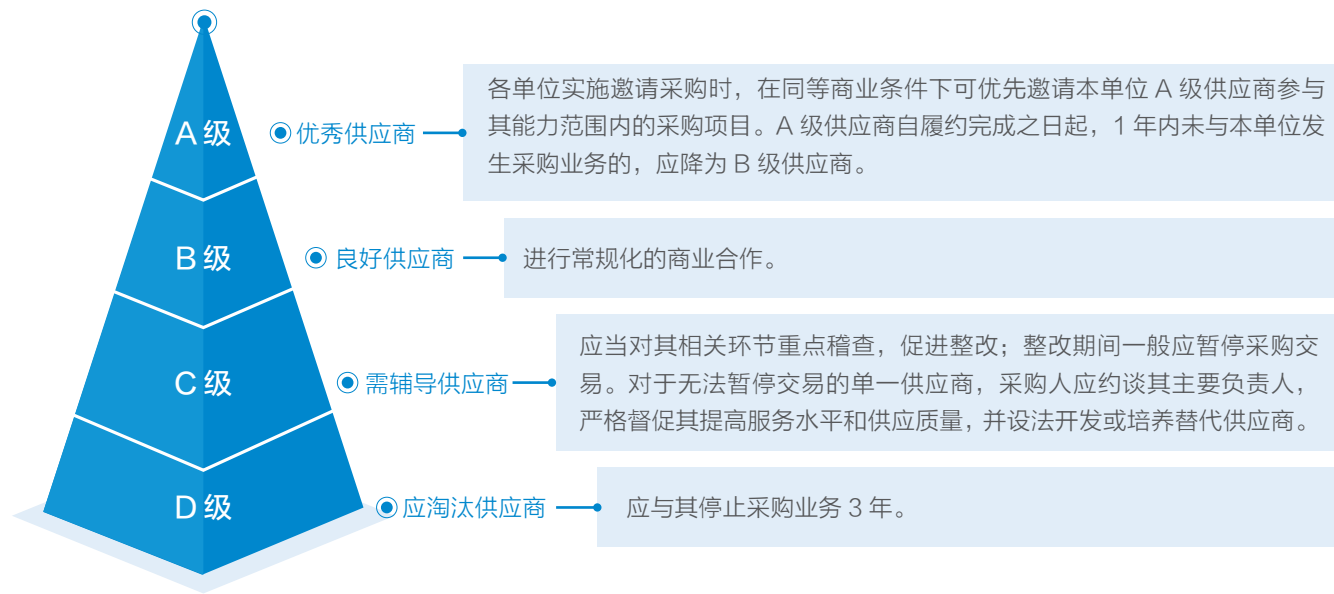 A 级
优秀供应商
各单位实施邀请采购时，在同等商业条件下可优先邀请本单位 A 级供应商参与
其能力范围内的采购项目。A 级供应商自履约完成之日起，1 年内未与本单位发
生采购业务的，应降为 B 级供应商。
B 级
良好供应商
进行常规化的商业合作。
C 级
需辅导供应商
应当对其相关环节重点稽查，促进整改；整改期间一般应暂停采购交
易。对于无法暂停交易的单一供应商，采购人应约谈其主要负责人，
严格督促其提高服务水平和供应质量，并设法开发或培养替代供应商。
D 级
应淘汰供应商
应与其停止采购业务 3 年。